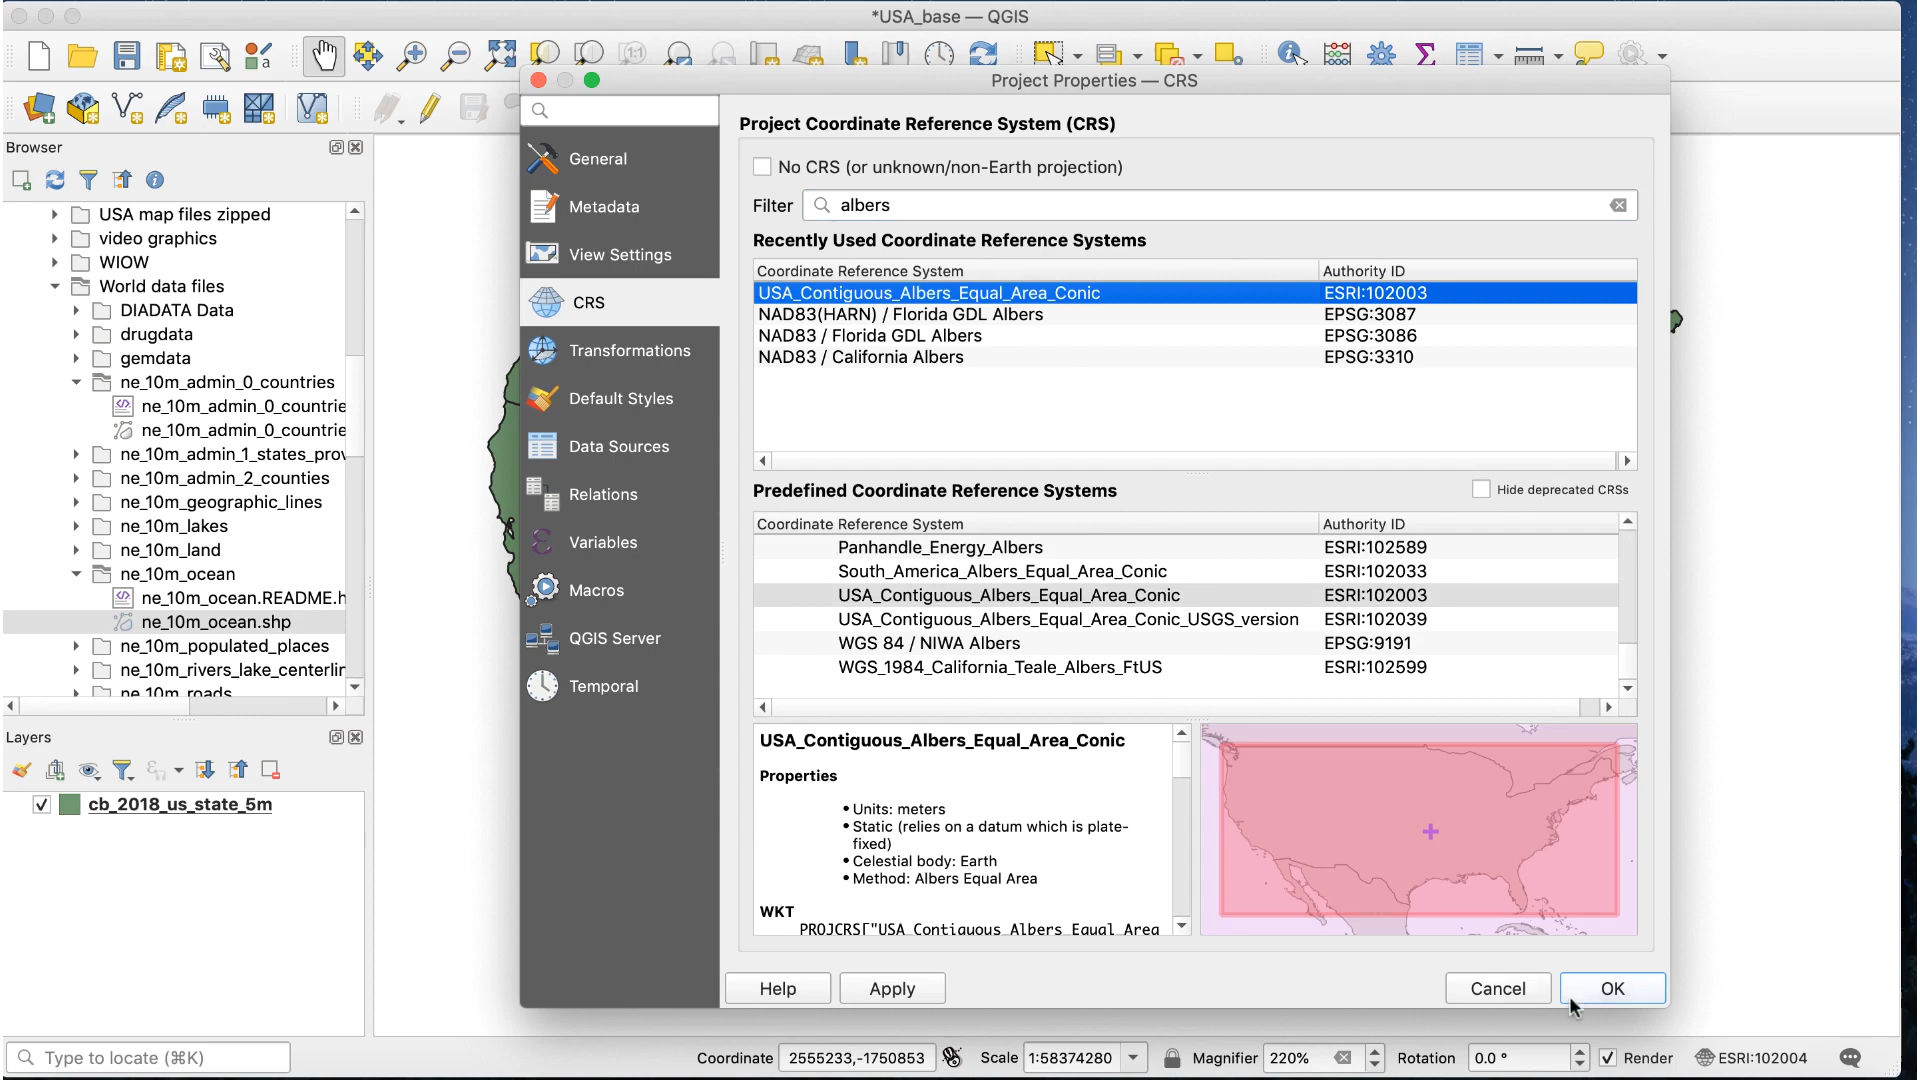 *USA_base — QGIS
1:1
Project Properties — CRS
Browser
USA map files zipped
video graphics
WIOW
World data files
DIADATA Data
drugdata
gemdata
ne_10m_admin_0_countries
ne_10m_admin_0_countrie
ne_10m_admin_0_countrie
ne_10m_admin_1_states_prov
ne_10m_admin_2_counties
ne_10m_geographic_lines
ne_10m_lakes
ne_10m_land
ne_10m_ocean
ne_10m_ocean.README.h
ne_10m_ocean.shp
ne_10m_populated_places
ne_10m_rivers_lake_centerlir
ne_10m_roads
Layers
cb_2018_us_state_5m
General
Metadata
View Settings
CRS
Transformations
Default Styles
Data Sources
Relations
Variables
Macros
QGIS Server
Temporal
Project Coordinate Reference System (CRS)
No CRS (or unknown/non-Earth projection)
Filter albers
Recently Used Coordinate Reference Systems
Coordinate Reference System Authority ID
USA_Contiguous_Albers_Equal_Area_Conic ESRI:102003
NAD83(HARN) / Florida GDL Albers EPSG:3087
NAD83 / Florida GDL Albers EPSG:3086
NAD83 / California Albers EPSG:3310
Predefined Coordinate Reference Systems Hide deprecated CRSs
Coordinate Reference System Authority ID
Panhandle_Energy_Albers ESRI:102589
South_America_Albers_Equal_Area_Conic ESRI:102033
USA_Contiguous_Albers_Equal_Area_Conic ESRI:102003
USA_Contiguous_Albers_Equal_Area_Conic_USGS_version ESRI:102039
WGS 84 / NIWA Albers EPSG:9191
WGS_1984_California_Teale_Albers_FtUS ESRI:102599
USA_Contiguous_Albers_Equal_Area_Conic
Properties
• Units: meters
• Static (relies on a datum which is plate-
fixed)
• Celestial body: Earth
• Method: Albers Equal Area
WKT
PROJCRS["USA_Contiguous_Albers_Equal_Area
Help Apply Cancel OK
Type to locate (⌘K) Coordinate 2555233,-1750853 Scale 1:58374280 Magnifier 220% Rotation 0.0 ° Render ESRI:102004